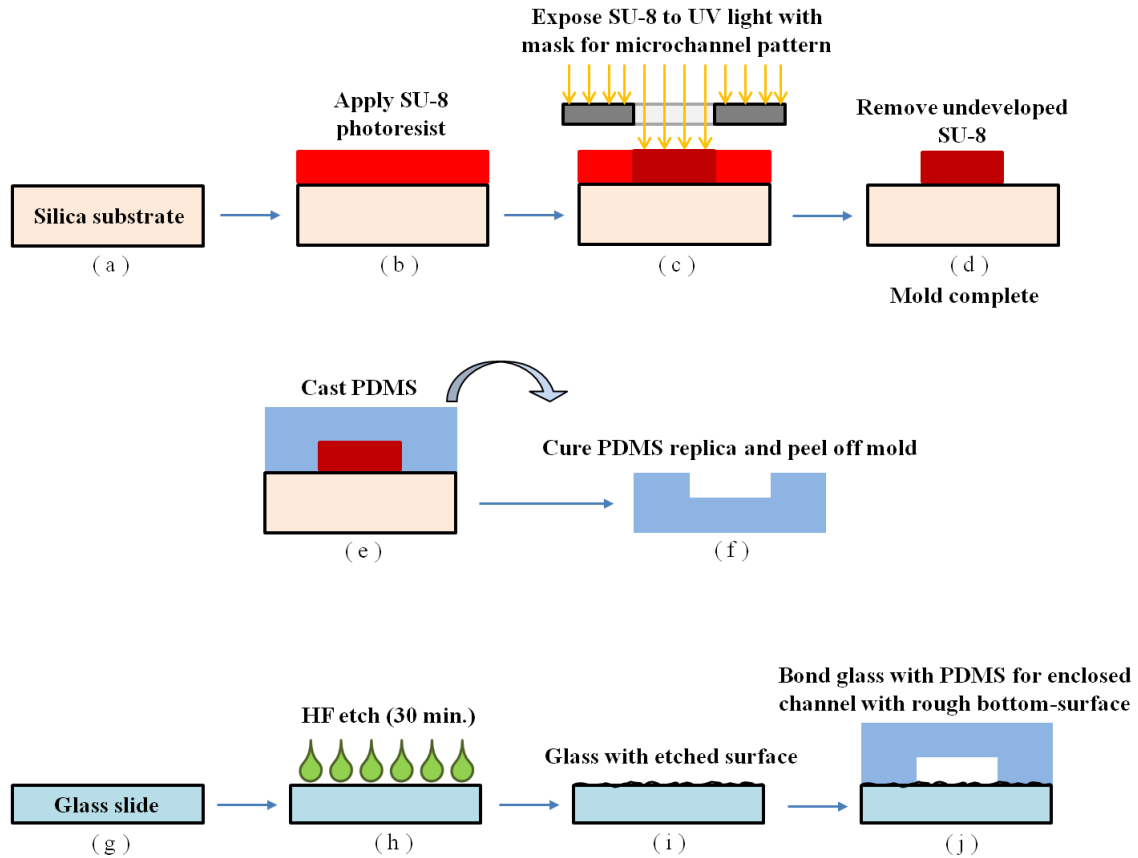 Expose SU-8 to UV light with
mask for microchannel pattern
Apply SU-8
photoresist
Remove undeveloped
SU-8
Silica substrate
( a )
( b )
( c )
( d )
Mold complete
Cast PDMS
Cure PDMS replica and peel off mold
( e )
( f )
Bond glass with PDMS for enclosed
channel with rough bottom-surface
HF etch (30 min.)
Glass with etched surface
Glass slide
( g )
( h )
( i )
( j )